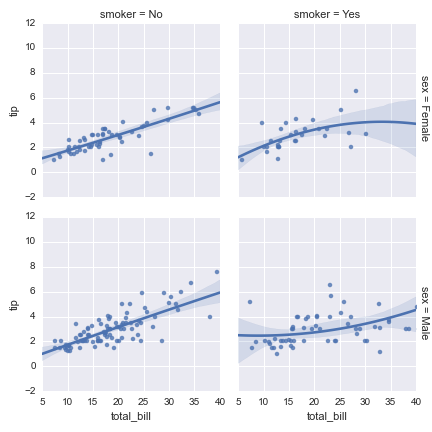 smoker = No
smoker = Yes
12
10
8
6
4
2
0
−2
tip
sex = Female
12
10
8
6
4
2
0
−2
tip
sex = Male
5 10 15 20 25 30 35 40
5 10 15 20 25 30 35 40
total_bill
total_bill